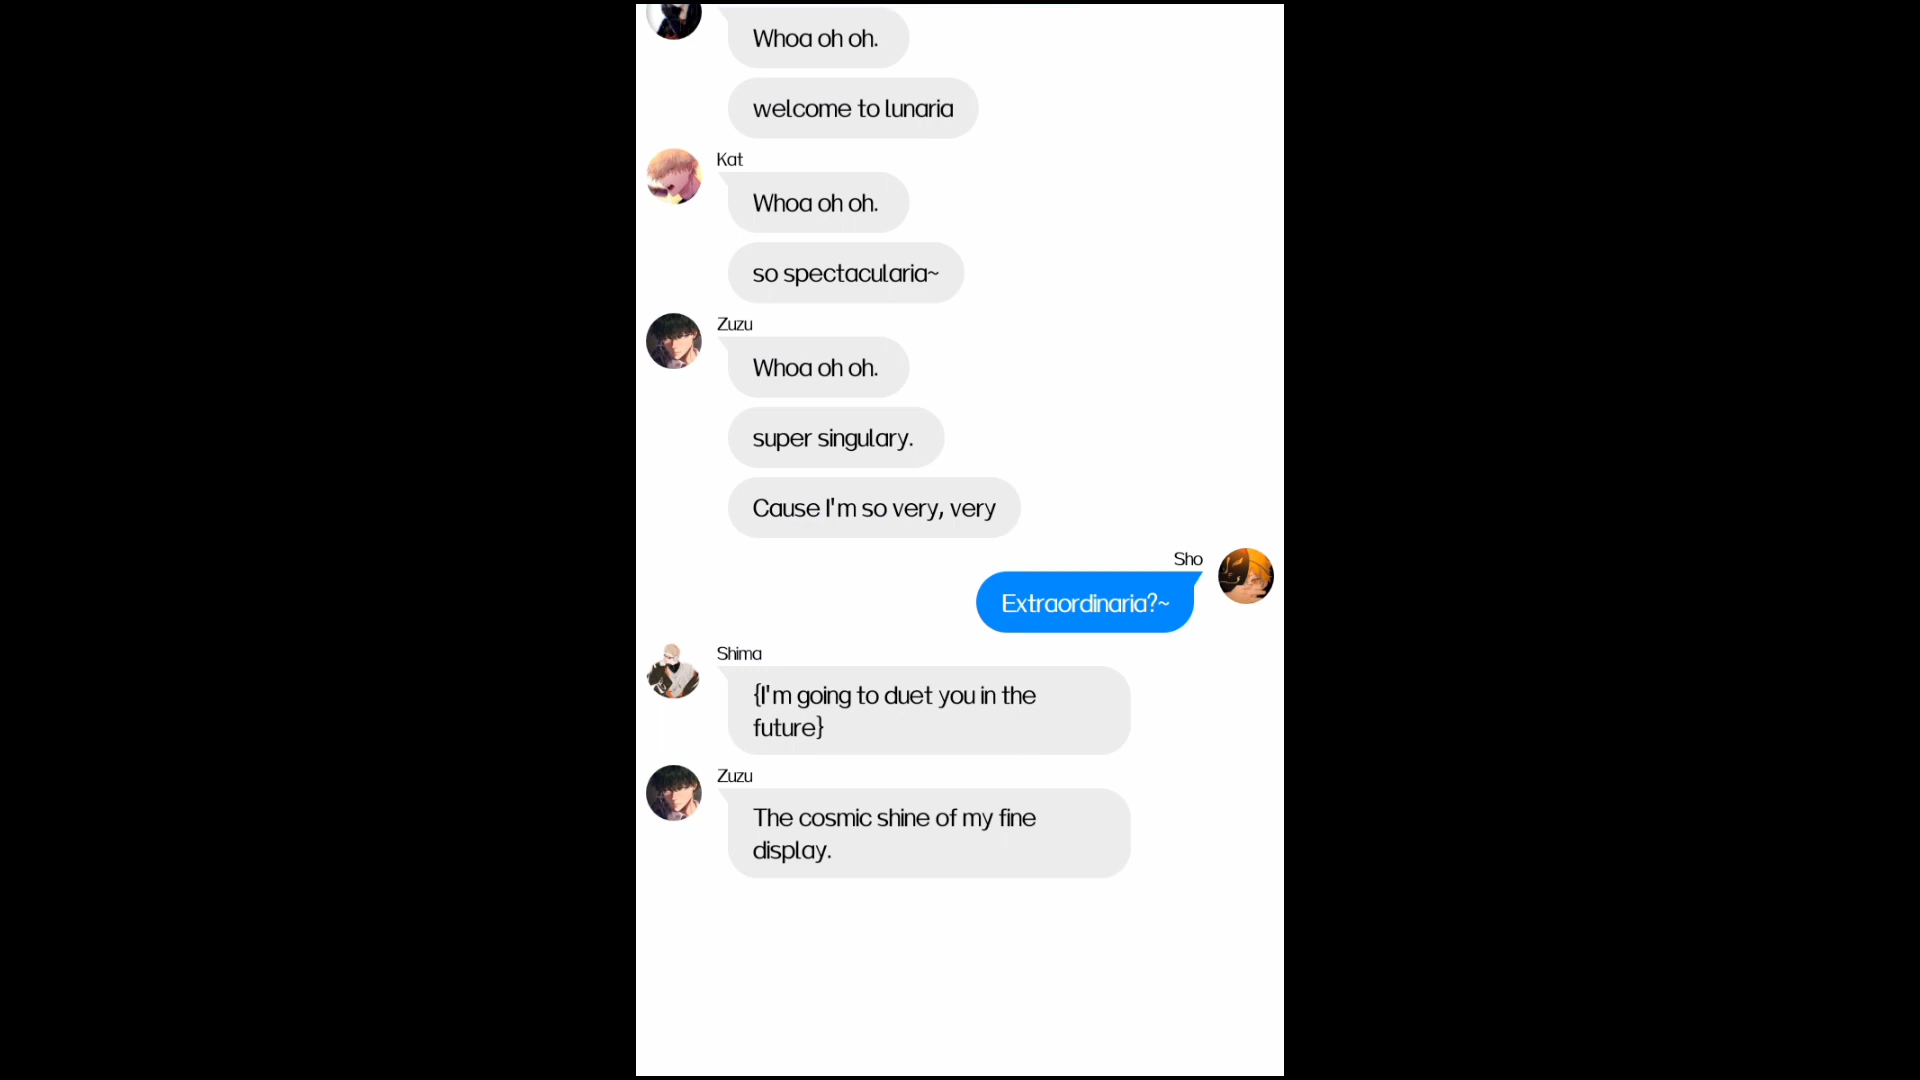 Whoa oh oh.
welcome to lunaria
Kat
Whoa oh oh.
so spectacularia~
Zuzu
Whoa oh oh.
super singulary.
Cause I'm so very, very
Sho
Extraordinaria?~
Shima
{I'm going to duet you in the
future}
Zuzu
The cosmic shine of my fine
display.